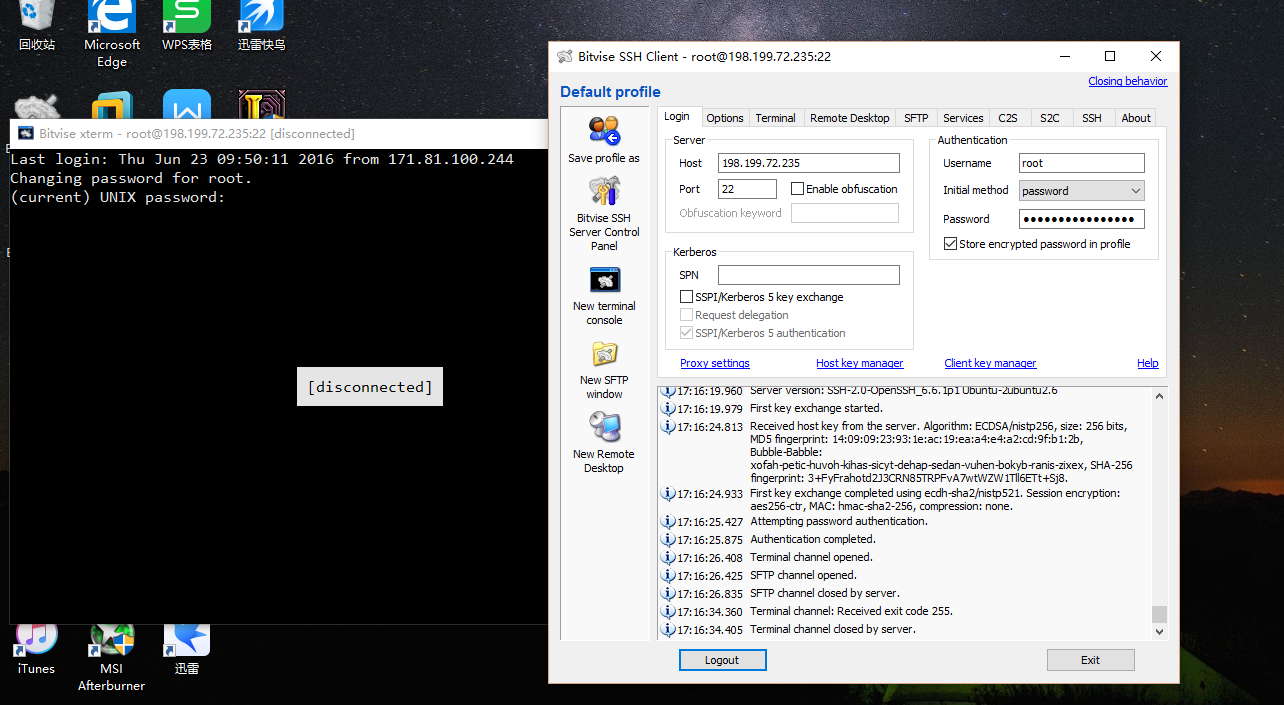 回收站
Microsoft
Edge
WPS表格
迅雷快鸟
Bitvise xterm - root@198.199.72.235:22 [disconnected]
Last login: Thu Jun 23 09:50:11 2016 from 171.81.100.244
Changing password for root.
(current) UNIX password:
[disconnected]
iTunes
MSI
Afterburner
迅雷
Bitvise SSH Client - root@198.199.72.235:22
Closing behavior
Default profile
Save profile as
Bitvise SSH
Server Control
Panel
New terminal
console
New SFTP
window
New Remote
Desktop
Login Options Terminal Remote Desktop SFTP Services C2S S2C SSH About
Server
Host 198.199.72.235
Port 22 Enable obfuscation
Obfuscation keyword
Kerberos
SPN
SSPI/Kerberos 5 key exchange
Request delegation
SSPI/Kerberos 5 authentication
Authentication
Username root
Initial method password
Password ••••••••••••••••
Store encrypted password in profile
Proxy settings Host key manager Client key manager Help
17:16:19.960 Server version: SSH-2.0-OpenSSH_6.6.1p1 Ubuntu-2ubuntu2.6
17:16:19.979 First key exchange started.
17:16:24.813 Received host key from the server. Algorithm: ECDSA/nistp256, size: 256 bits,
MD5 fingerprint: 14:09:09:23:93:1e:ac:19:ea:a4:e4:a2:cd:9f:b1:2b,
Bubble-Babble:
xofah-petic-huvoh-kihas-sicyt-dehap-sedan-vuhen-bokyb-ranis-zixex, SHA-256
fingerprint: 3+FyFrahotd2J3CRN85TRPFvA7wtWZW1Tll6ETt+Sj8.
17:16:24.933 First key exchange completed using ecdh-sha2/nistp521. Session encryption:
aes256-ctr, MAC: hmac-sha2-256, compression: none.
17:16:25.427 Attempting password authentication.
17:16:25.875 Authentication completed.
17:16:26.408 Terminal channel opened.
17:16:26.425 SFTP channel opened.
17:16:26.835 SFTP channel closed by server.
17:16:34.360 Terminal channel: Received exit code 255.
17:16:34.405 Terminal channel closed by server.
Logout Exit